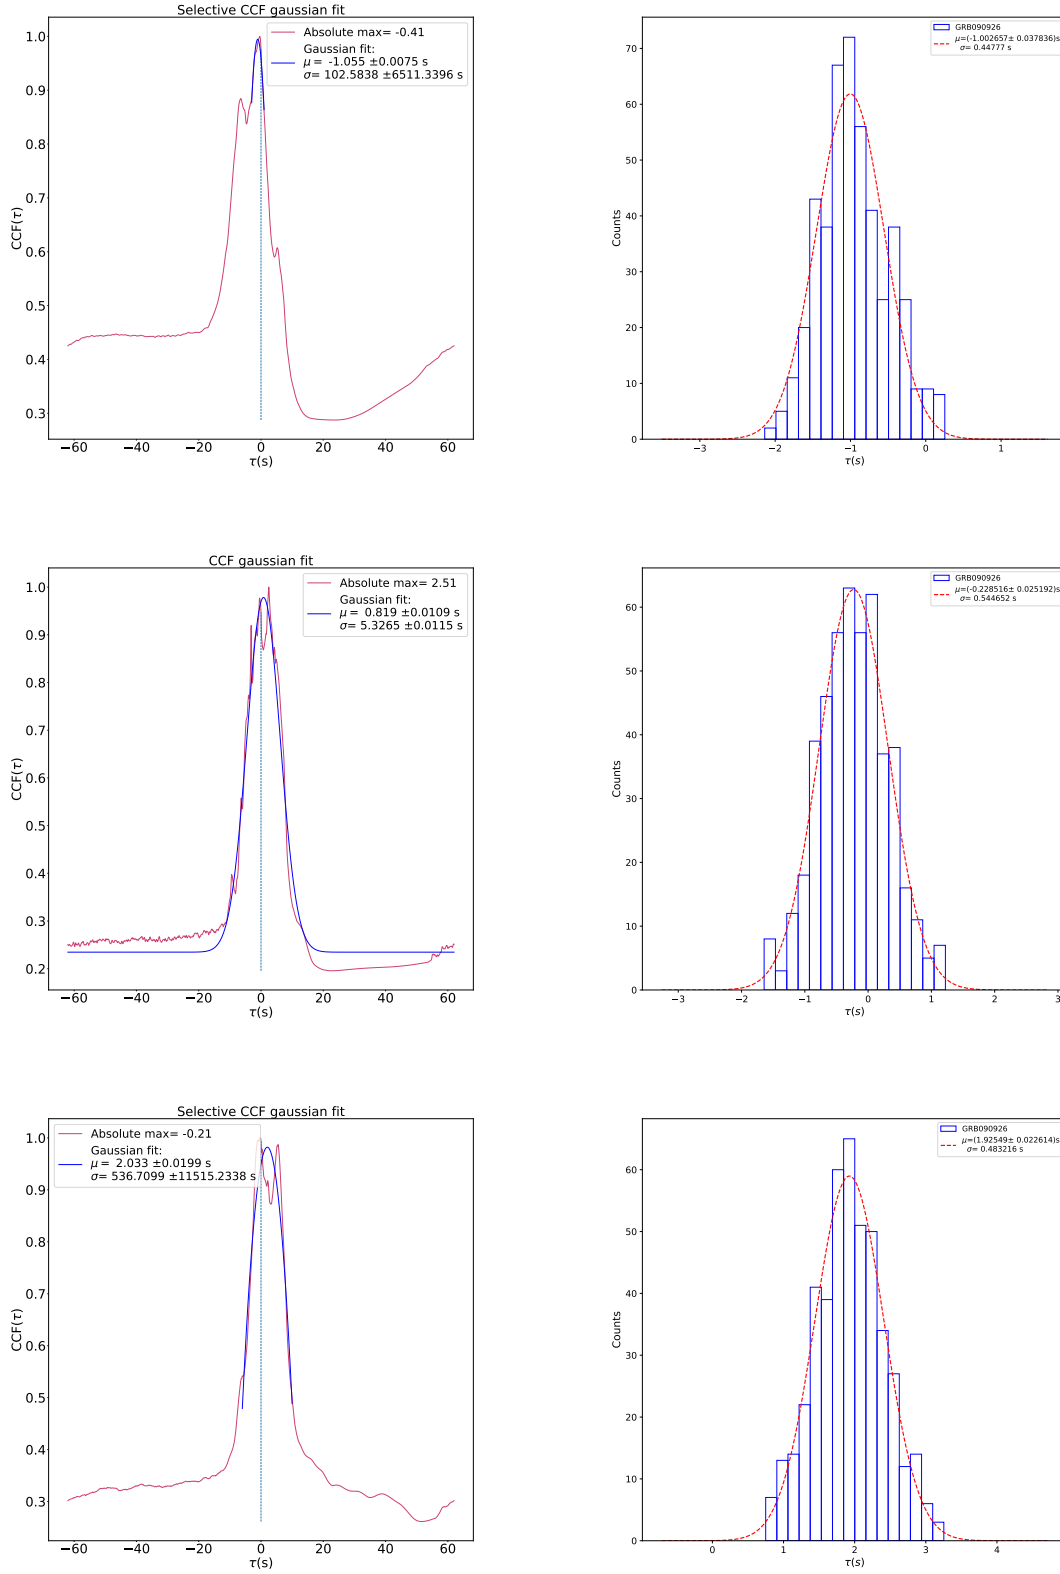 Selective CCF gaussian fit
Absolute max= -0.41
Gaussian fit:
μ = -1.055 ±0.0075 s
σ= 102.5838 ±6511.3396 s
CCF(τ)
1.0
0.9
0.8
0.7
0.6
0.5
0.4
0.3
−60 −40 −20 0 20 40 60
τ(s)
GRB090926
μ=(-1.002657± 0.037836)s
σ= 0.44777 s
Counts
70
60
50
40
30
20
10
0
−3 −2 −1 0 1
τ(s)
CCF gaussian fit
Absolute max= 2.51
Gaussian fit:
μ = 0.819 ±0.0109 s
σ= 5.3265 ±0.0115 s
CCF(τ)
1.0
0.9
0.8
0.7
0.6
0.5
0.4
0.3
0.2
−60 −40 −20 0 20 40 60
τ(s)
GRB090926
μ=(-0.228516± 0.025192)s
σ= 0.544652 s
Counts
60
50
40
30
20
10
0
−3 −2 −1 0 1 2 3
τ(s)
Selective CCF gaussian fit
Absolute max= -0.21
Gaussian fit:
μ = 2.033 ±0.0199 s
σ= 536.7099 ±11515.2338 s
CCF(τ)
1.0
0.9
0.8
0.7
0.6
0.5
0.4
0.3
−60 −40 −20 0 20 40 60
τ(s)
GRB090926
μ=(1.92549± 0.022614)s
σ= 0.483216 s
Counts
60
50
40
30
20
10
0
0 1 2 3 4
τ(s)